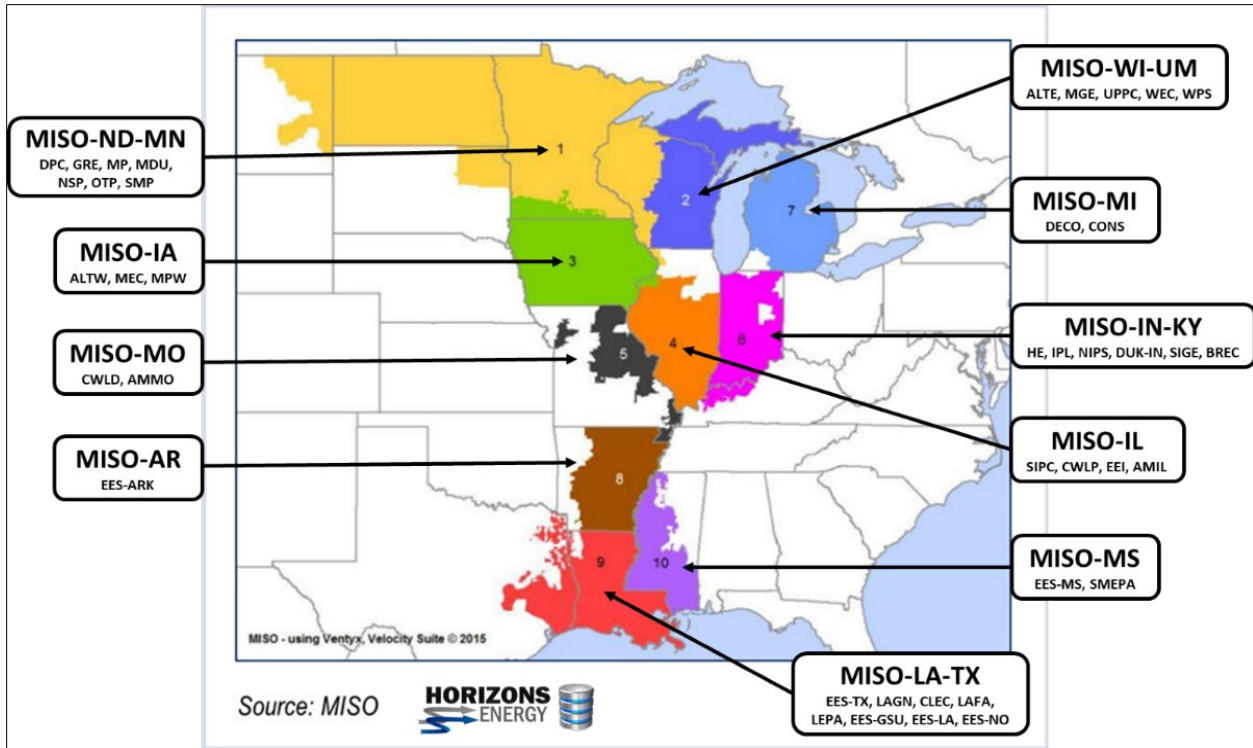 MISO-WI-UM
ALTE, MGE, UPPC, WEC, WPS
MISO-ND-MN
DPC, GRE, MP, MDU,
NSP, OTP, SMP
1
2
7
MISO-MI
DECO, CONS
MISO-IA
ALTW, MEC, MPW
3
MISO-MO
CWLD, AMMO
5
4
6
MISO-IN-KY
HE, IPL, NIPS, DUK-IN, SIGE, BREC
MISO-AR
EES-ARK
8
MISO-IL
SIPC, CWLP, EEI, AMIL
9
10
MISO-MS
EES-MS, SMEPA
MISO - using Ventyx, Velocity Suite © 2015
MISO-LA-TX
EES-TX, LAGN, CLEC, LAFA,
LEPA, EES-GSU, EES-LA, EES-NO
Source: MISO
HORIZONS
ENERGY